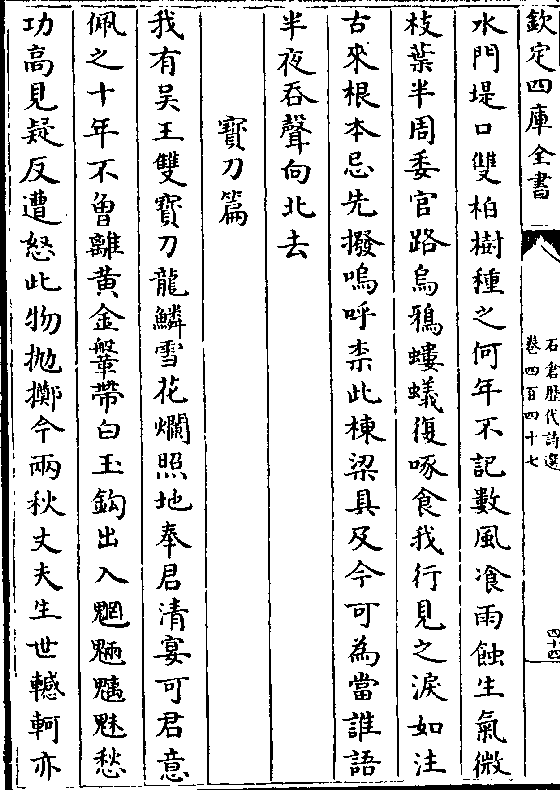 欽定四庫全書
石倉歷代詩選
卷四百四十七
四十四
水門堤口雙柏樹種之何年不記數風飡雨蝕生氣微
枝葉半周委官路烏鴉螻蟻復啄食我行見之淚如注
古來根本忌先撥嗚呼柰此棟梁具及今可為當誰語
半夜吞聲向北去
寶刀篇
我有吴王雙寶刀龍鱗雪花爛照地奉君清宴可君意
佩之十年不曾離黄金鞶帶白玉鈎出入魍魎魑魅愁
功高見疑反遭怒此物抛擲今兩秋丈夫生世轗軻亦